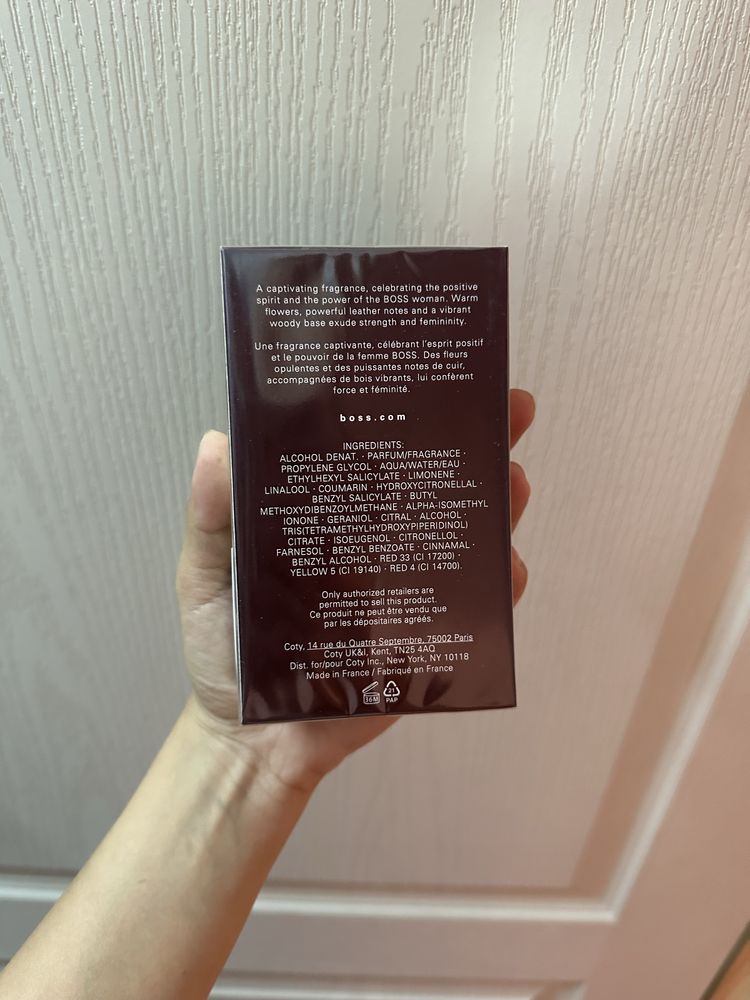 A captivating fragrance, celebrating the positive
spirit and the power of the BOSS woman. Warm
flowers, powerful leather notes and a vibrant
woody base exude strength and femininity.
Une fragrance captivante, célébrant l'esprit positif
et le pouvoir de la femme BOSS. Des fleurs
opulentes et des puissantes notes de cuir,
accompagnées de bois vibrants, lui confèrent
force et féminité.
boss.com
INGREDIENTS:
ALCOHOL DENAT. · PARFUM/FRAGRANCE ·
PROPYLENE GLYCOL · AQUA/WATER/EAU ·
ETHYLHEXYL SALICYLATE · LIMONENE ·
LINALOOL · COUMARIN · HYDROXYCITRONELLAL ·
BENZYL SALICYLATE · BUTYL
METHOXYDIBENZOYLMETHANE · ALPHA-ISOMETHYL
IONONE · GERANIOL · CITRAL · ALCOHOL ·
TRIS(TETRAMETHYLHYDROXYPIPERIDINOL)
CITRATE · ISOEUGENOL · CITRONELLOL ·
FARNESOL · BENZYL BENZOATE · CINNAMAL ·
BENZYL ALCOHOL · RED 33 (CI 17200) ·
YELLOW 5 (CI 19140) · RED 4 (CI 14700).
Only authorized retailers are
permitted to sell this product.
Ce produit ne peut être vendu que
par les dépositaires agréés.
Coty, 14 rue du Quatre Septembre, 75002 Paris
Coty UK&I, Kent, TN25 4AQ
Dist. for/pour Coty Inc., New York, NY 10118
Made in France / Fabriqué en France
36M 21
PAP